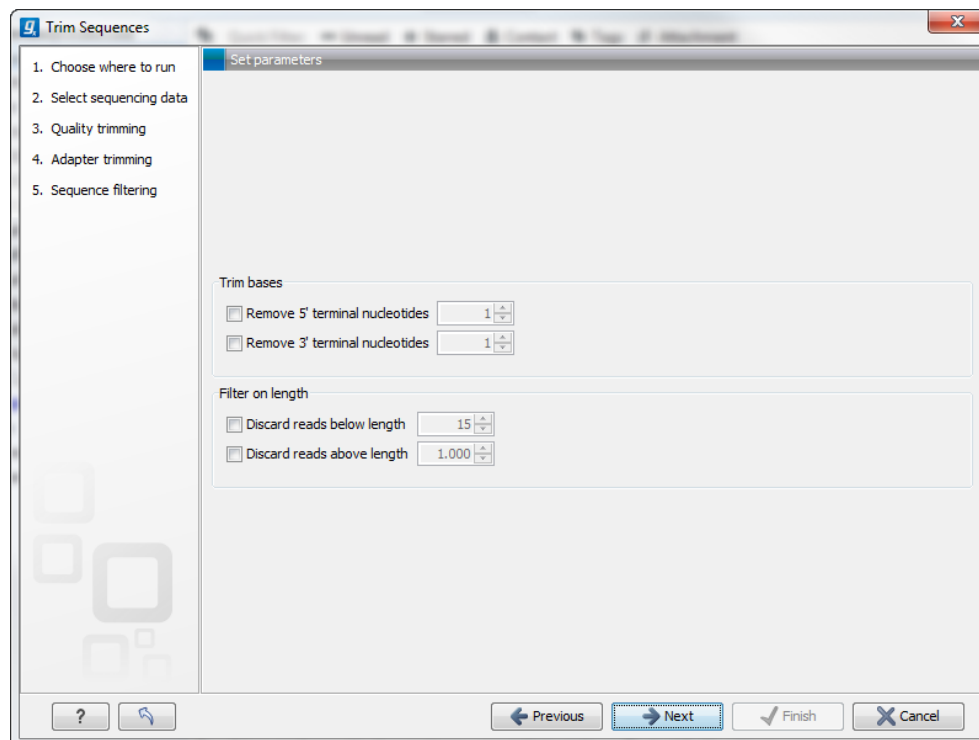 Trim Sequences
1. Choose where to run
2. Select sequencing data
3. Quality trimming
4. Adapter trimming
5. Sequence filtering
Set parameters
Trim bases
Remove 5' terminal nucleotides 1
Remove 3' terminal nucleotides 1
Filter on length
Discard reads below length 15
Discard reads above length 1.000
? Previous Next Finish Cancel